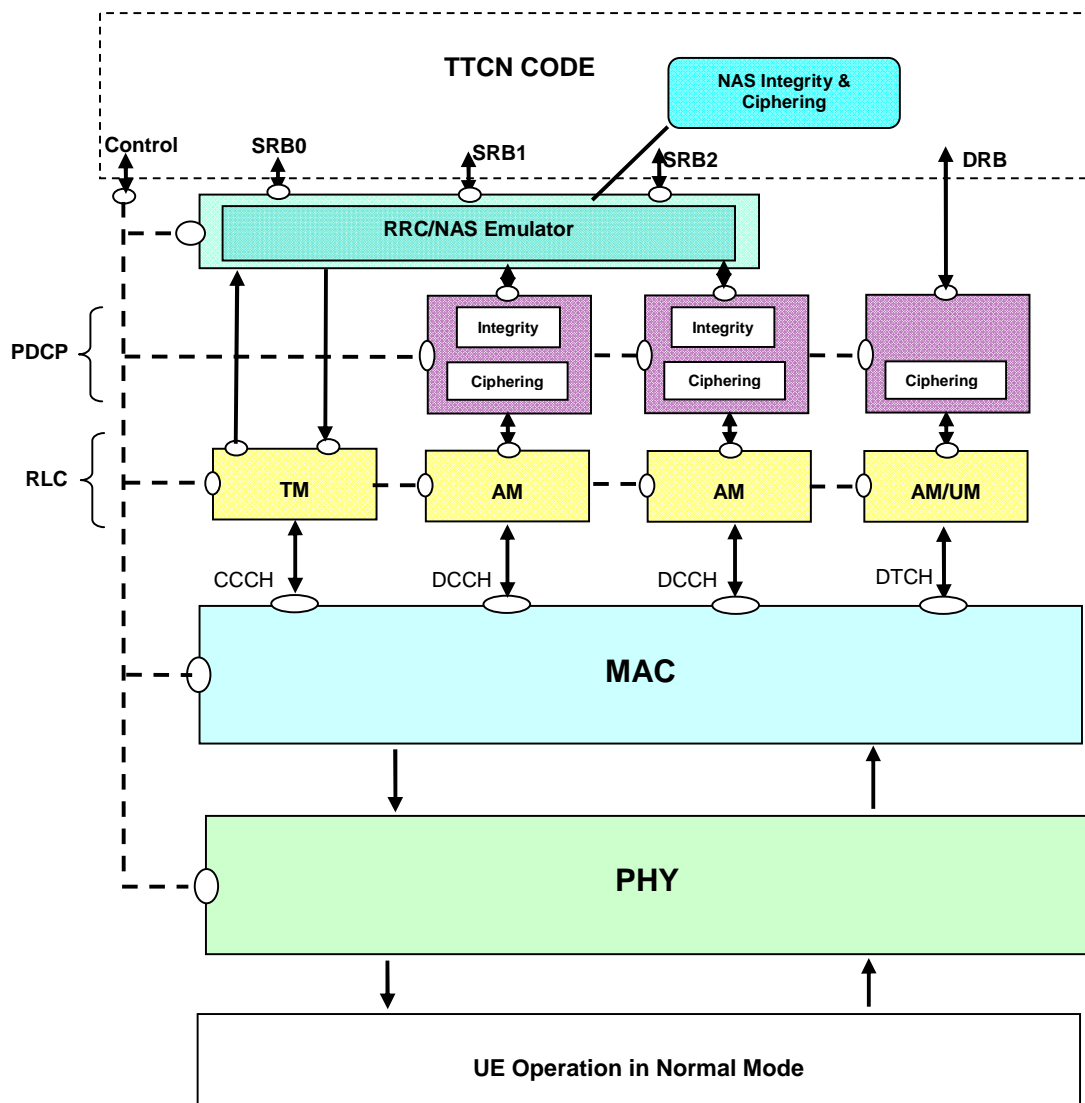 TTCN CODE
NAS Integrity &
Ciphering
Control
SRB0
SRB1
SRB2
DRB
RRC/NAS Emulator
PDCP
Integrity
Integrity
Ciphering
Ciphering
Ciphering
RLC
TM
AM
AM
AM/UM
CCCH
DCCH
DCCH
DTCH
MAC
PHY
UE Operation in Normal Mode